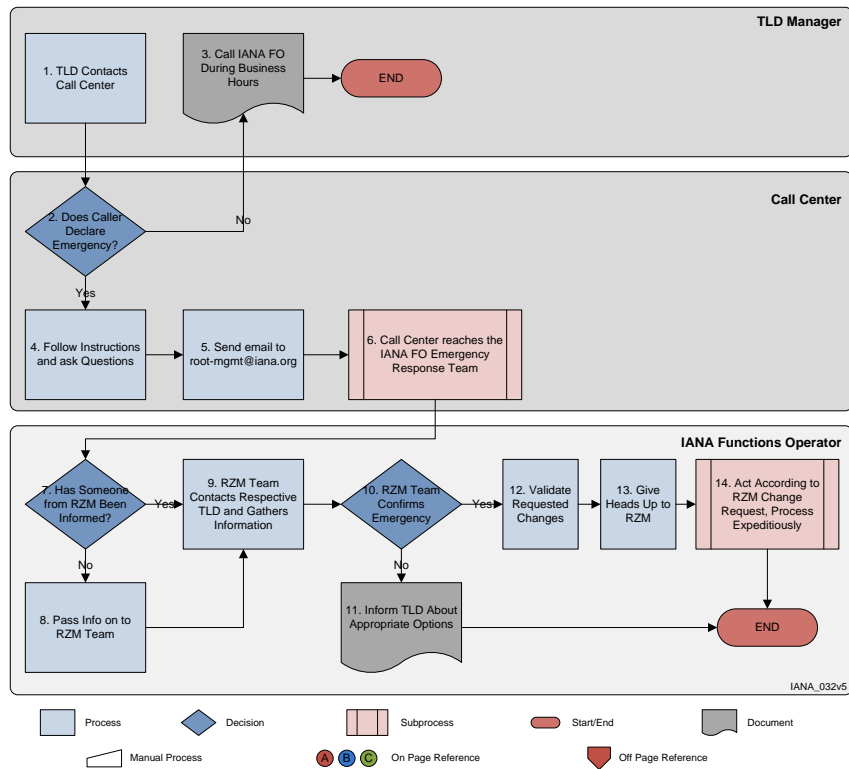 TLD Manager
1. TLD Contacts
Call Center
3. Call IANA FO
During Business
Hours
END
Call Center
2. Does Caller
Declare
Emergency?
No
Yes
4. Follow Instructions
and ask Questions
5. Send email to
root-mgmt@iana.org
6. Call Center reaches the
IANA FO Emergency
Response Team
IANA Functions Operator
7. Has Someone
from RZM Been
Informed?
Yes
No
8. Pass Info on to
RZM Team
9. RZM Team
Contacts Respective
TLD and Gathers
Information
10. RZM Team
Confirms
Emergency
Yes
No
11. Inform TLD About
Appropriate Options
12. Validate
Requested
Changes
13. Give
Heads Up to
RZM
14. Act According to
RZM Change
Request, Process
Expeditiously
END
IANA_032v5
Process
Decision
Subprocess
Start/End
Document
Manual Process
A
B
C
On Page Reference
Off Page Reference